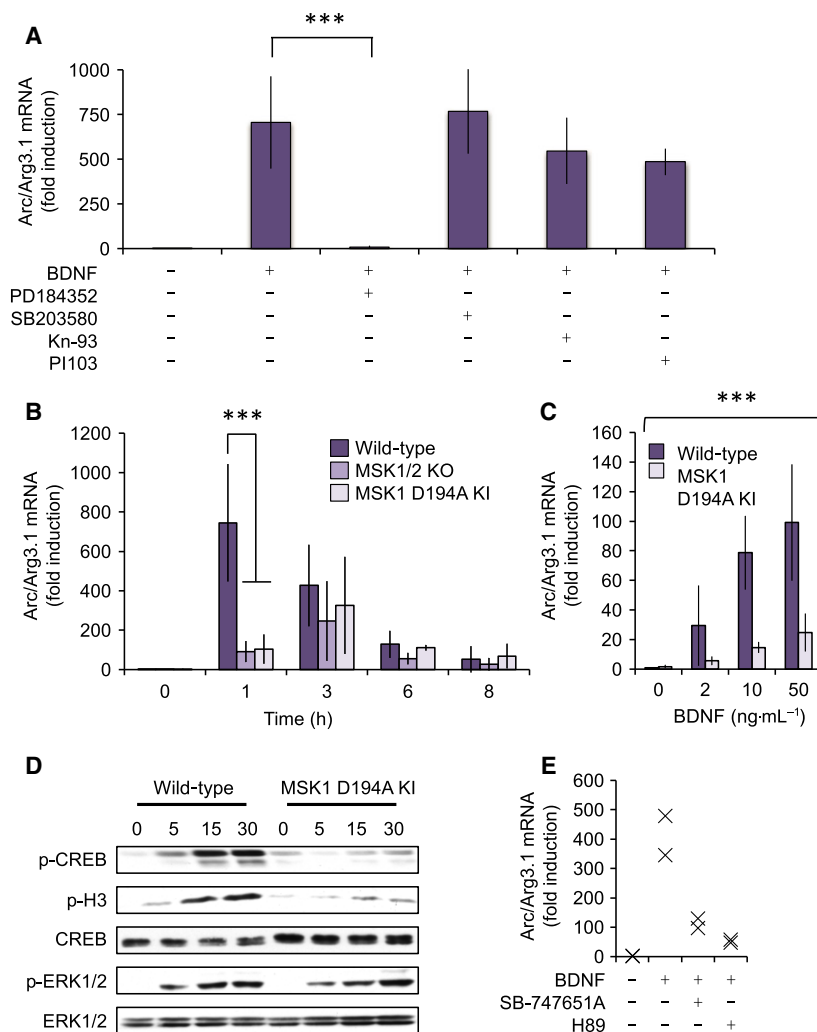 A
***
Arc/Arg3.1 mRNA
(fold induction)
1000
750
500
250
0
BDNF – + + + + +
PD184352 – – + – – –
SB203580 – – – + – –
Kn-93 – – – – + –
PI103 – – – – – +
B
***
Arc/Arg3.1 mRNA
(fold induction)
1200
1000
800
600
400
200
0
Wild-type
MSK1/2 KO
MSK1 D194A KI
0 1 3 6 8
Time (h)
C
***
Arc/Arg3.1 mRNA
(fold induction)
160
140
120
100
80
60
40
20
0
Wild-type
MSK1
D194A KI
0 2 10 50
BDNF (ng·mL⁻¹)
D
Wild-type MSK1 D194A KI
0 5 15 30 0 5 15 30
p-CREB
p-H3
CREB
p-ERK1/2
ERK1/2
E
Arc/Arg3.1 mRNA
(fold induction)
600
500
400
300
200
100
0
BDNF – + + +
SB-747651A – – + –
H89 – – – +